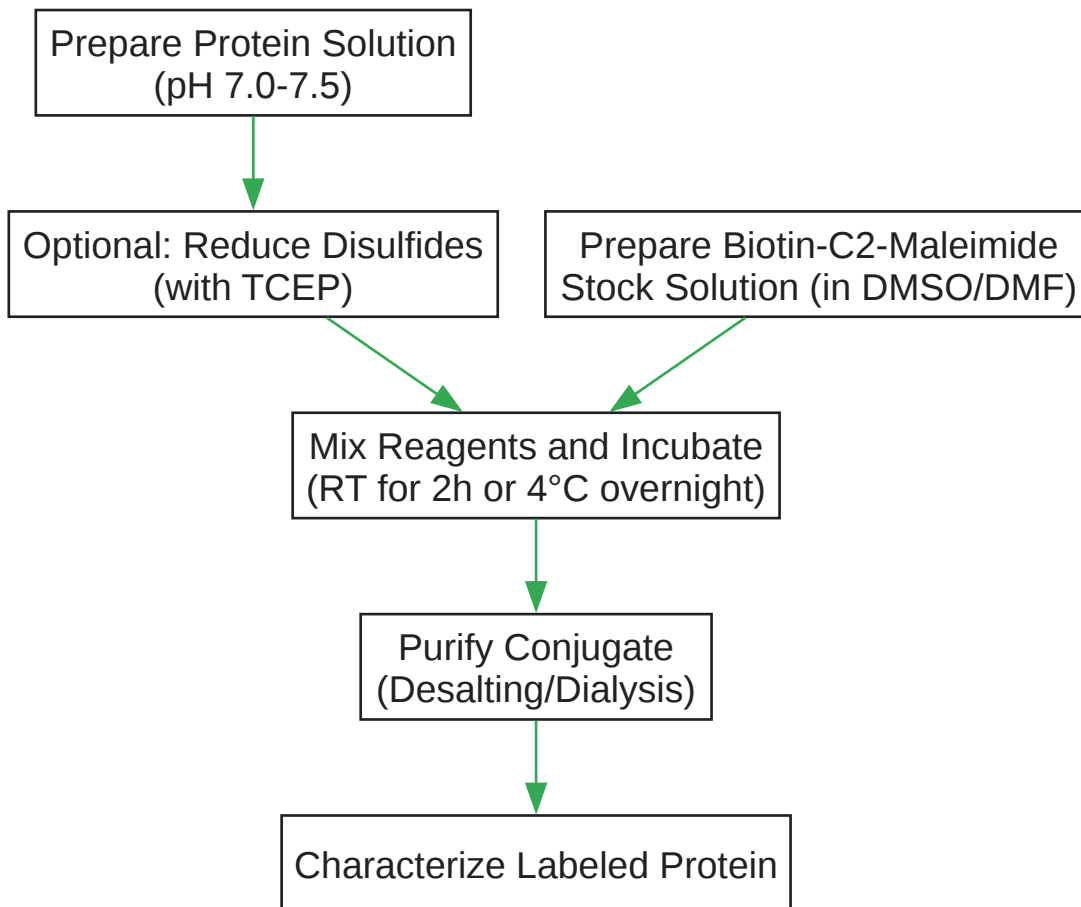 Prepare Protein Solution
(pH 7.0-7.5)
Optional: Reduce Disulfides
(with TCEP)
Prepare Biotin-C2-Maleimide
Stock Solution (in DMSO/DMF)
Mix Reagents and Incubate
(RT for 2h or 4°C overnight)
Purify Conjugate
(Desalting/Dialysis)
Characterize Labeled Protein